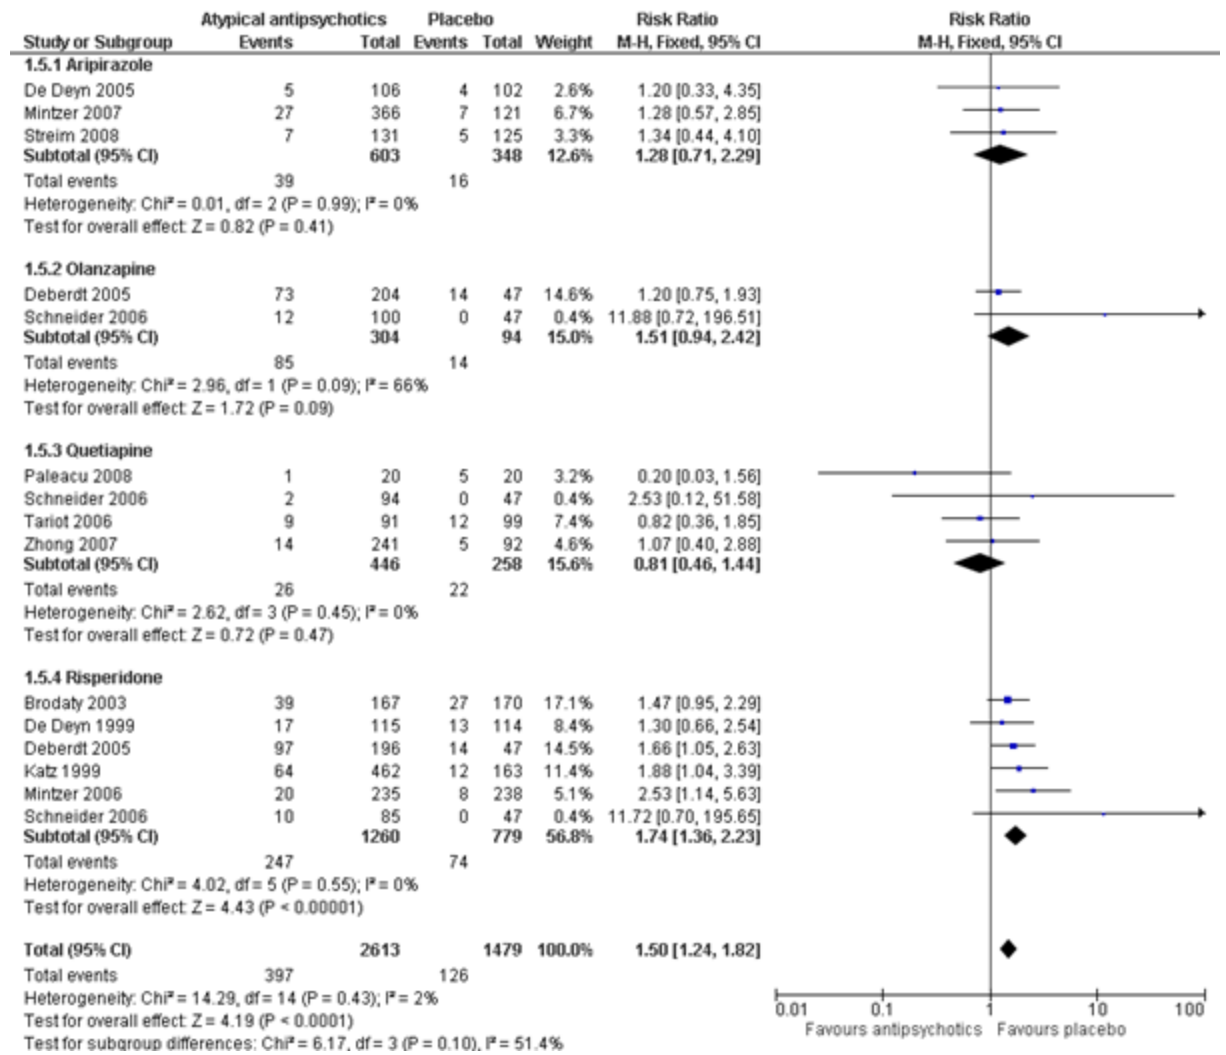 Atypical antipsychotics Placebo Risk Ratio Risk Ratio
Study or Subgroup Events Total Events Total Weight M-H, Fixed, 95% CI M-H, Fixed, 95% CI
1.5.1 Aripirazole
De Deyn 2005 5 106 4 102 2.6% 1.20 [0.33, 4.35]
Mintzer 2007 27 366 7 121 6.7% 1.28 [0.57, 2.85]
Streim 2008 7 131 5 125 3.3% 1.34 [0.44, 4.10]
Subtotal (95% CI) 603 348 12.6% 1.28 [0.71, 2.29]
Total events 39 16
Heterogeneity: Chi² = 0.01, df = 2 (P = 0.99); I² = 0%
Test for overall effect: Z = 0.82 (P = 0.41)
1.5.2 Olanzapine
Deberdt 2005 73 204 14 47 14.6% 1.20 [0.75, 1.93]
Schneider 2006 12 100 0 47 0.4% 11.88 [0.72, 196.51]
Subtotal (95% CI) 304 94 15.0% 1.51 [0.94, 2.42]
Total events 85 14
Heterogeneity: Chi² = 2.96, df = 1 (P = 0.09); I² = 66%
Test for overall effect: Z = 1.72 (P = 0.09)
1.5.3 Quetiapine
Paleacu 2008 1 20 5 20 3.2% 0.20 [0.03, 1.56]
Schneider 2006 2 94 0 47 0.4% 2.53 [0.12, 51.58]
Tariot 2006 9 91 12 99 7.4% 0.82 [0.36, 1.85]
Zhong 2007 14 241 5 92 4.6% 1.07 [0.40, 2.88]
Subtotal (95% CI) 446 258 15.6% 0.81 [0.46, 1.44]
Total events 26 22
Heterogeneity: Chi² = 2.62, df = 3 (P = 0.45); I² = 0%
Test for overall effect: Z = 0.72 (P = 0.47)
1.5.4 Risperidone
Brodaty 2003 39 167 27 170 17.1% 1.47 [0.95, 2.29]
De Deyn 1999 17 115 13 114 8.4% 1.30 [0.66, 2.54]
Deberdt 2005 97 196 14 47 14.5% 1.66 [1.05, 2.63]
Katz 1999 64 462 12 163 11.4% 1.88 [1.04, 3.39]
Mintzer 2006 20 235 8 238 5.1% 2.53 [1.14, 5.63]
Schneider 2006 10 85 0 47 0.4% 11.72 [0.70, 195.65]
Subtotal (95% CI) 1260 779 56.8% 1.74 [1.36, 2.23]
Total events 247 74
Heterogeneity: Chi² = 4.02, df = 5 (P = 0.55); I² = 0%
Test for overall effect: Z = 4.43 (P < 0.00001)
Total (95% CI) 2613 1479 100.0% 1.50 [1.24, 1.82]
Total events 397 126
Heterogeneity: Chi² = 14.29, df = 14 (P = 0.43); I² = 2%
Test for overall effect: Z = 4.19 (P < 0.0001)
Test for subgroup differences: Chi² = 6.17, df = 3 (P = 0.10), I² = 51.4%
0.01 0.1 1 10 100
Favours antipsychotics Favours placebo